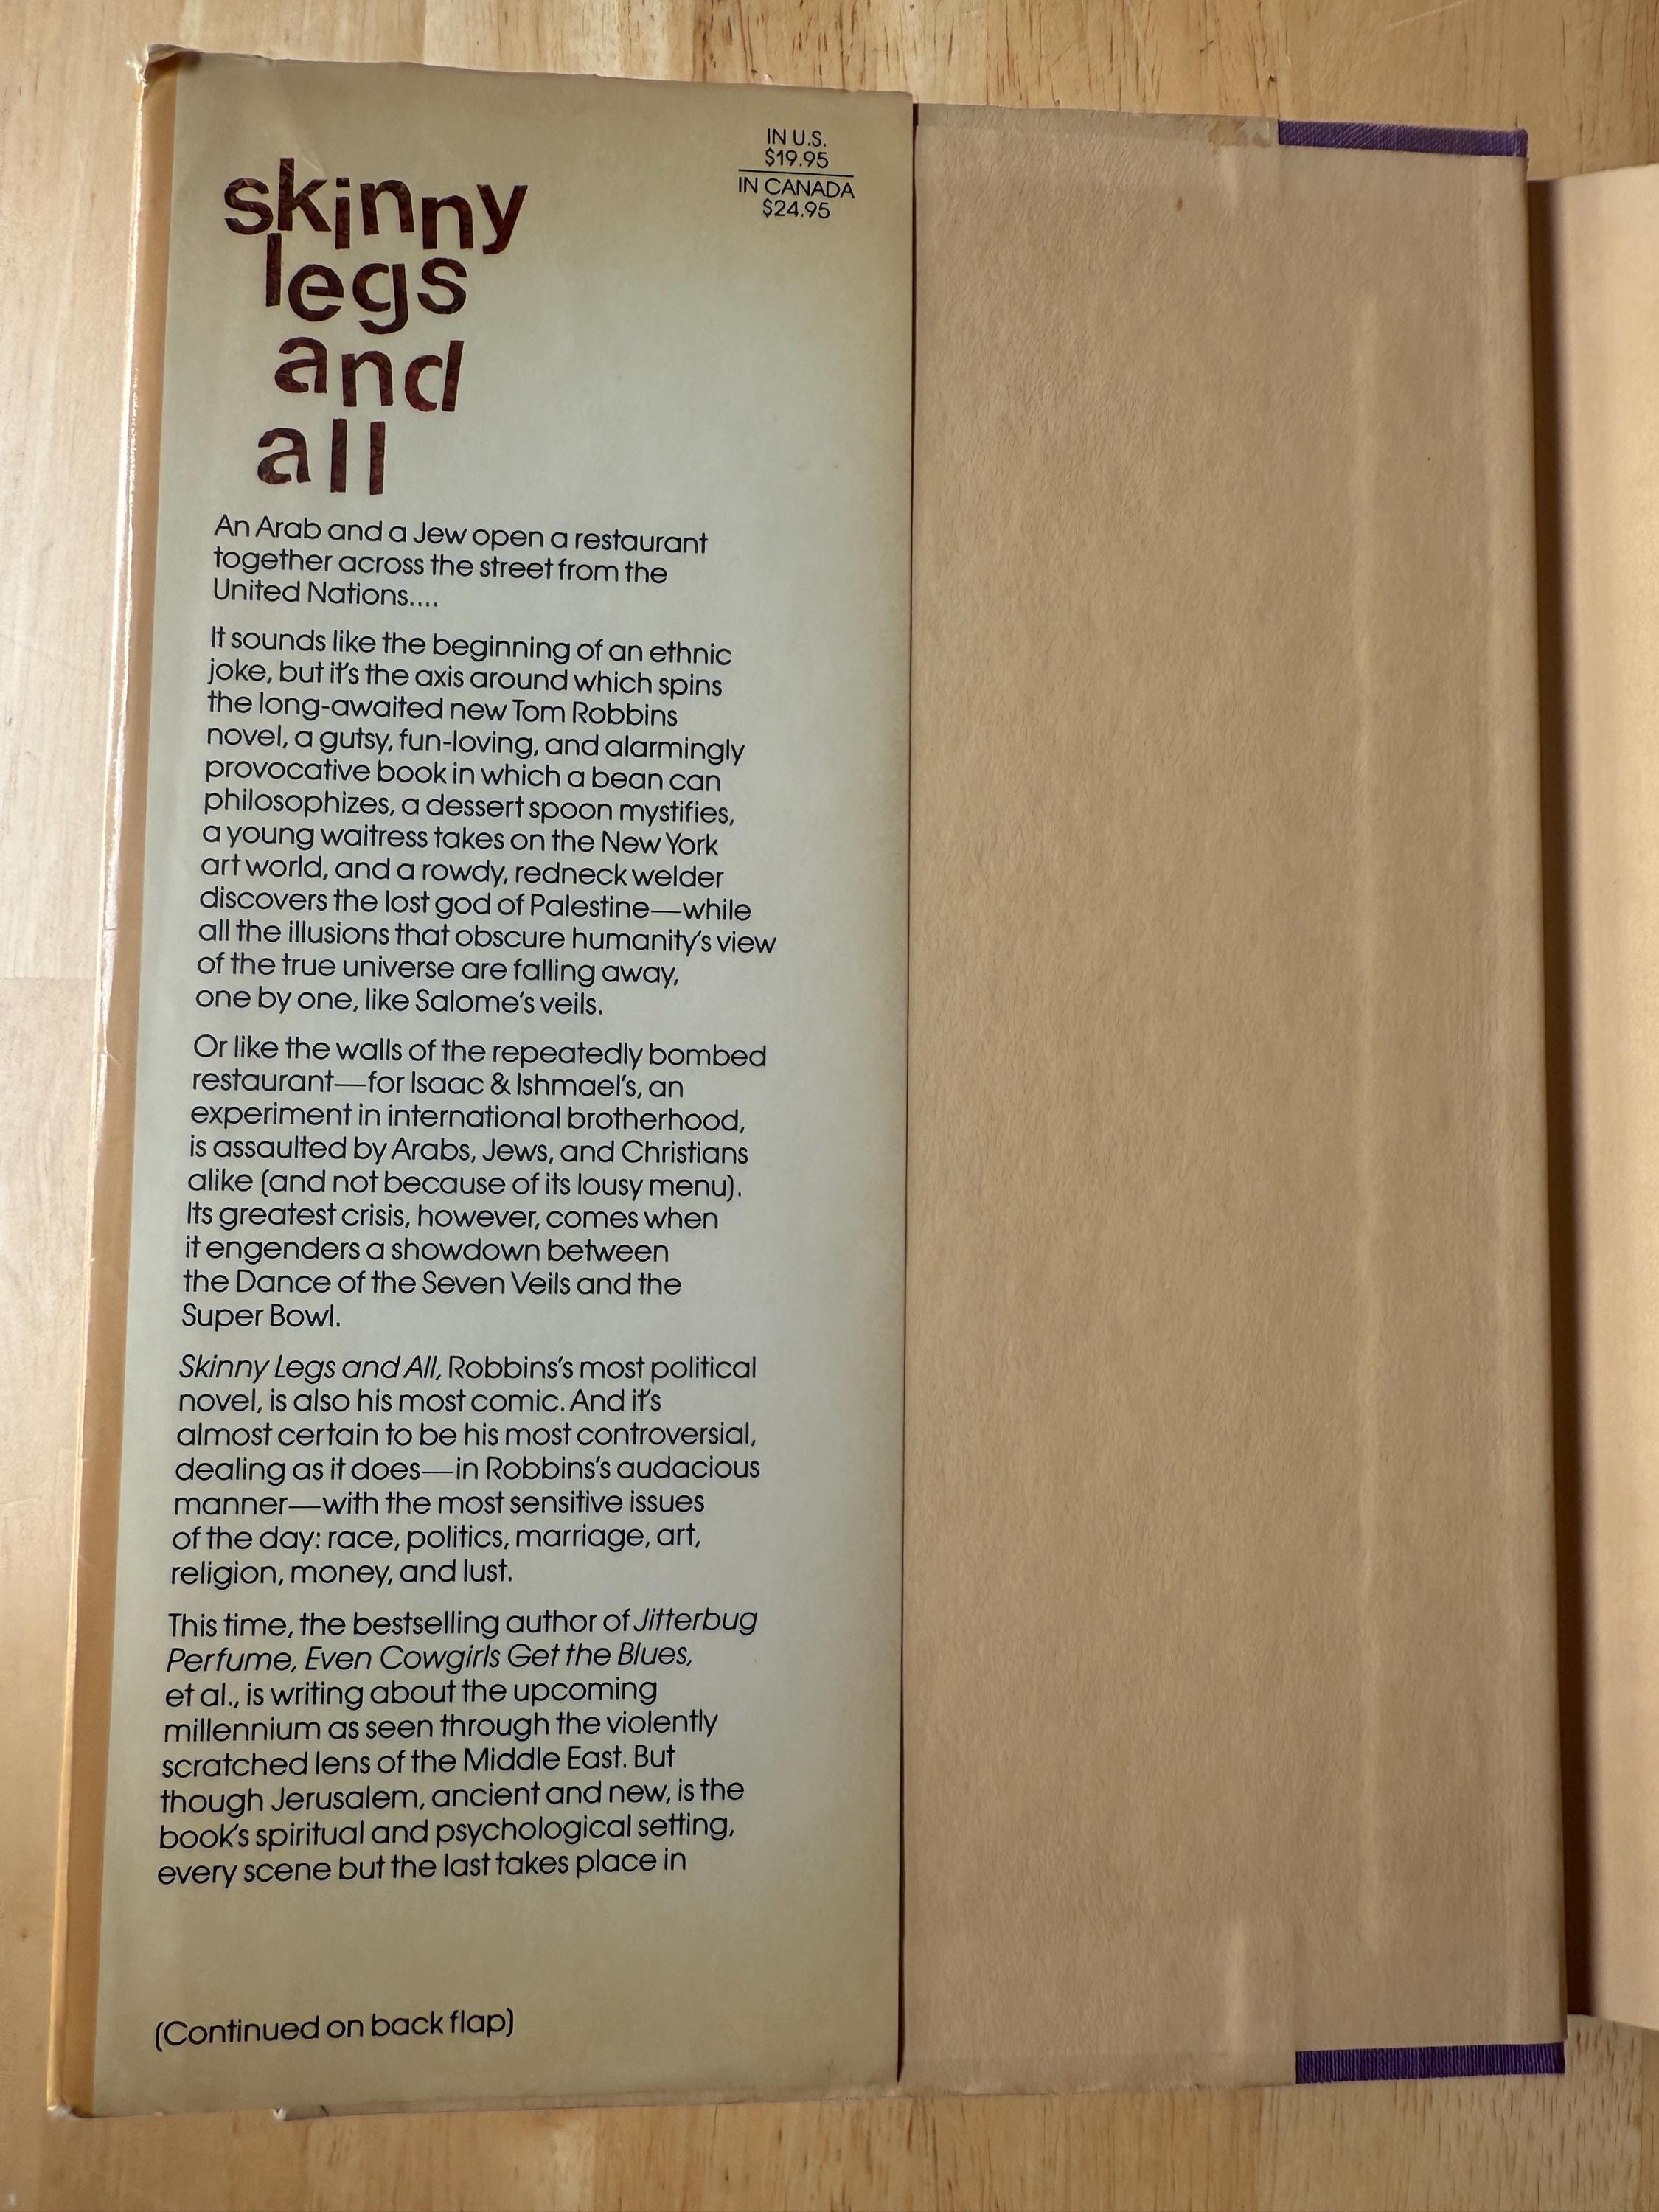 skinny
legs
and
all
IN U.S.
$19.95
IN CANADA
$24.95
An Arab and a Jew open a restaurant
together across the street from the
United Nations....
It sounds like the beginning of an ethnic
joke, but it's the axis around which spins
the long-awaited new Tom Robbins
novel, a gutsy, fun-loving, and alarmingly
provocative book in which a bean can
philosophizes, a dessert spoon mystifies,
a young waitress takes on the New York
art world, and a rowdy, redneck welder
discovers the lost god of Palestine—while
all the illusions that obscure humanity's view
of the true universe are falling away,
one by one, like Salome's veils.
Or like the walls of the repeatedly bombed
restaurant—for Isaac & Ishmael's, an
experiment in international brotherhood,
is assaulted by Arabs, Jews, and Christians
alike (and not because of its lousy menu).
Its greatest crisis, however, comes when
it engenders a showdown between
the Dance of the Seven Veils and the
Super Bowl.
Skinny Legs and All, Robbins's most political
novel, is also his most comic. And it's
almost certain to be his most controversial,
dealing as it does—in Robbins's audacious
manner—with the most sensitive issues
of the day: race, politics, marriage, art,
religion, money, and lust.
This time, the bestselling author of Jitterbug
Perfume, Even Cowgirls Get the Blues,
et al., is writing about the upcoming
millennium as seen through the violently
scratched lens of the Middle East. But
though Jerusalem, ancient and new, is the
book's spiritual and psychological setting,
every scene but the last takes place in
(Continued on back flap)